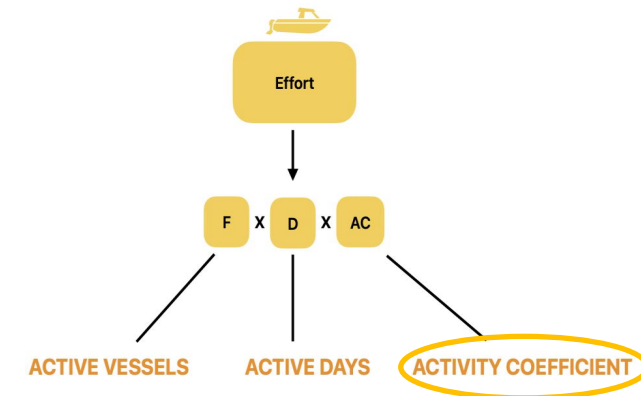 Effort
F X D X AC
ACTIVE VESSELS ACTIVE DAYS ACTIVITY COEFFICIENT